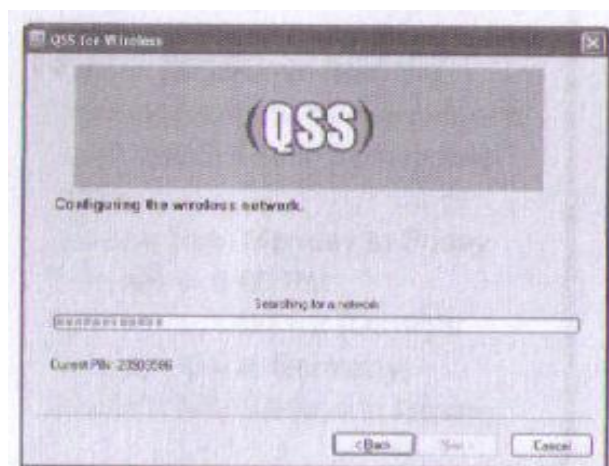 QSS for Wireless
(QSS)
Configuring the wireless network.
Searching for a network
Current PIN:
< Back Next > Cancel